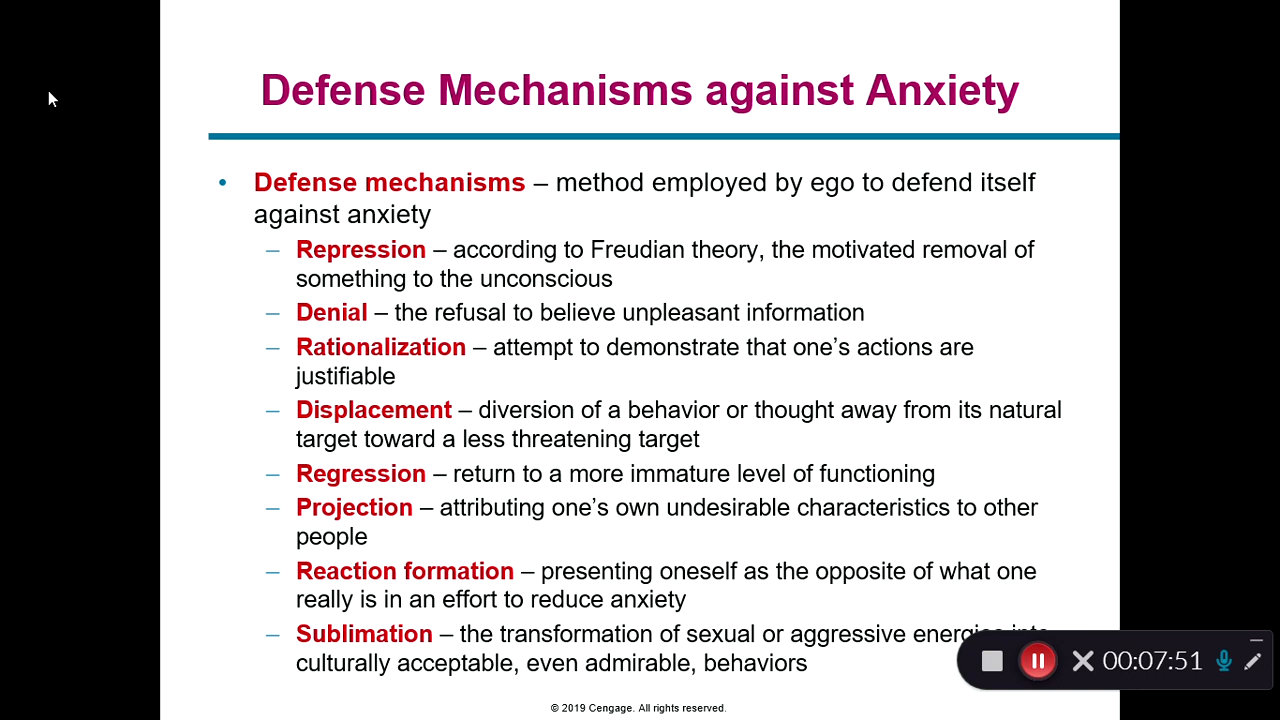 Defense Mechanisms against Anxiety
• Defense mechanisms – method employed by ego to defend itself
against anxiety
– Repression – according to Freudian theory, the motivated removal of
something to the unconscious
– Denial – the refusal to believe unpleasant information
– Rationalization – attempt to demonstrate that one’s actions are
justifiable
– Displacement – diversion of a behavior or thought away from its natural
target toward a less threatening target
– Regression – return to a more immature level of functioning
– Projection – attributing one’s own undesirable characteristics to other
people
– Reaction formation – presenting oneself as the opposite of what one
really is in an effort to reduce anxiety
– Sublimation – the transformation of sexual or aggressive energies into
culturally acceptable, even admirable, behaviors
00:07:51
© 2019 Cengage. All rights reserved.